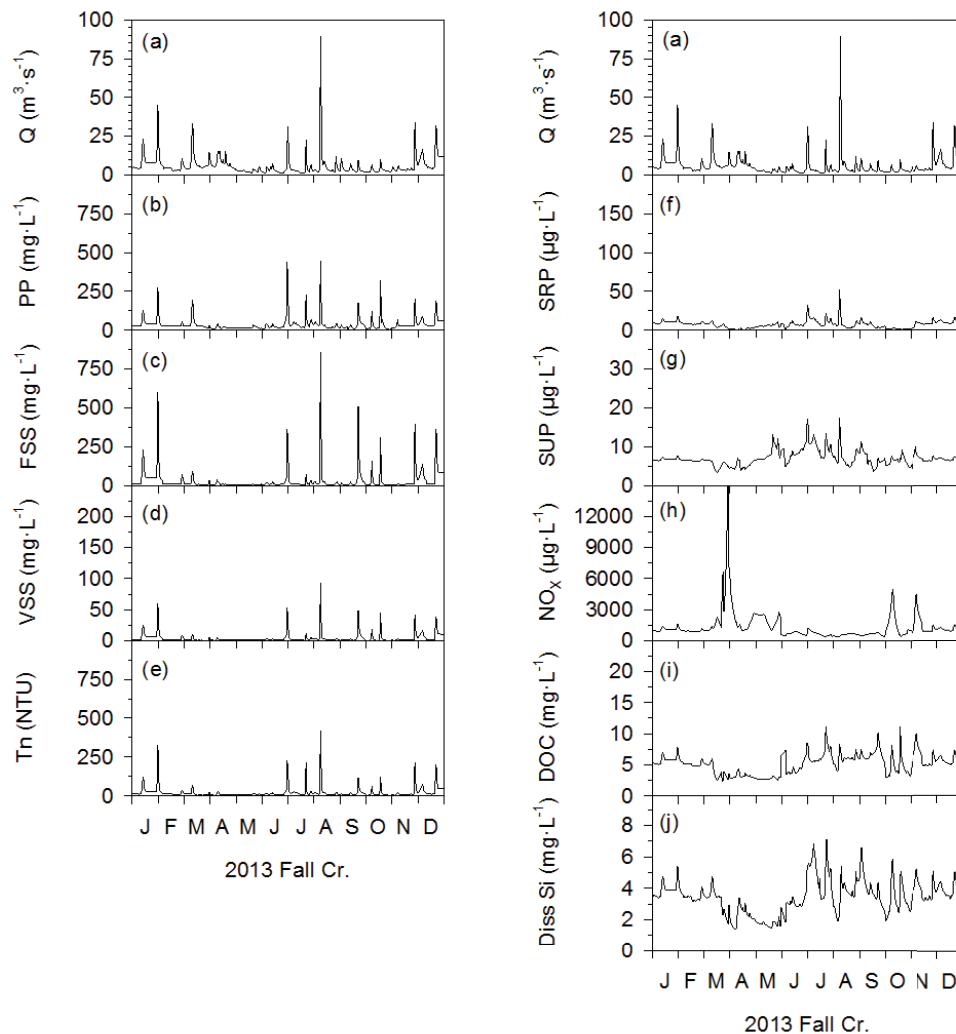 100
75
50
25
0
Q (m³·s⁻¹)
(a)
750
500
250
0
PP (mg·L⁻¹)
(b)
750
500
250
0
FSS (mg·L⁻¹)
(c)
200
150
100
50
0
VSS (mg·L⁻¹)
(d)
750
500
250
0
Tn (NTU)
(e)
J F M A M J J A S O N D
2013 Fall Cr.
100
75
50
25
0
Q (m³·s⁻¹)
(a)
150
100
50
0
SRP (µg·L⁻¹)
(f)
30
20
10
0
SUP (µg·L⁻¹)
(g)
12000
9000
6000
3000
0
NOX (µg·L⁻¹)
(h)
20
15
10
5
0
DOC (mg·L⁻¹)
(i)
8
6
4
2
0
Diss Si (mg·L⁻¹)
(j)
J F M A M J J A S O N D
2013 Fall Cr.